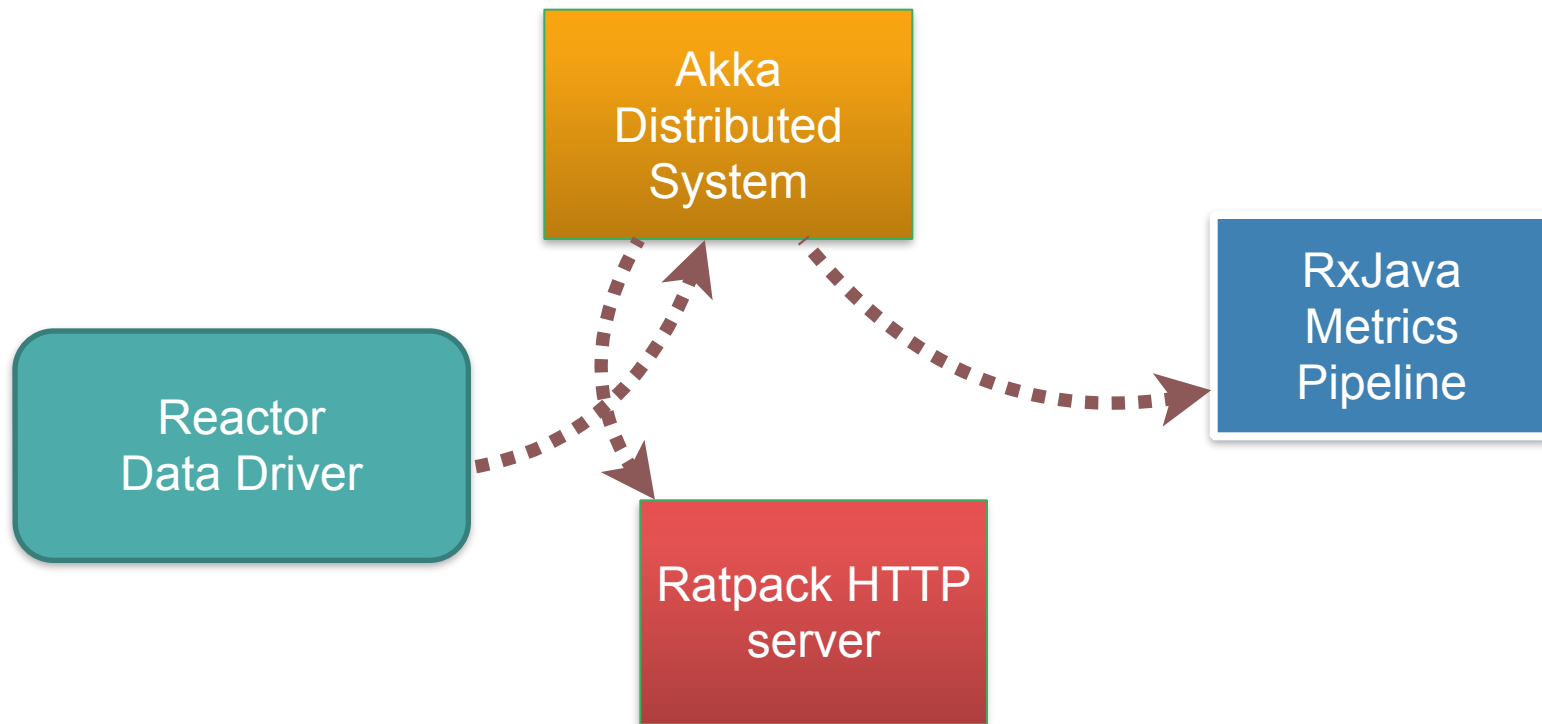 Akka
Distributed
System
RxJava
Metrics
Pipeline
Reactor
Data Driver
Ratpack HTTP
server